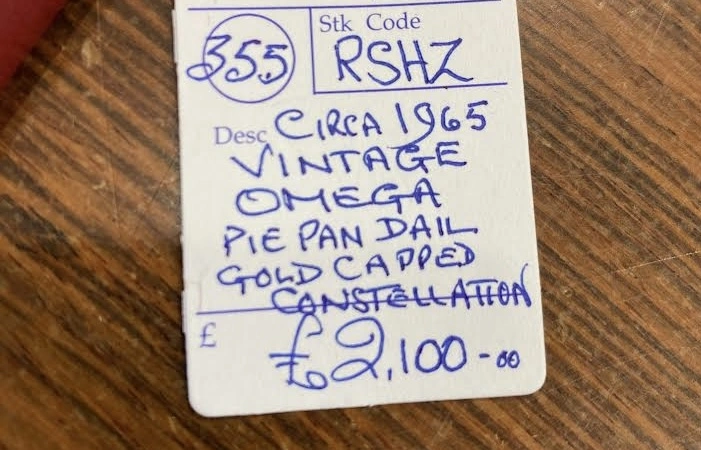 355 Stk Code
RSHZ
Desc CIRCA 1965
VINTAGE
OMEGA
PIE PAN DAIL
GOLD CAPPED
CONSTELLATION
£ £2,100-00